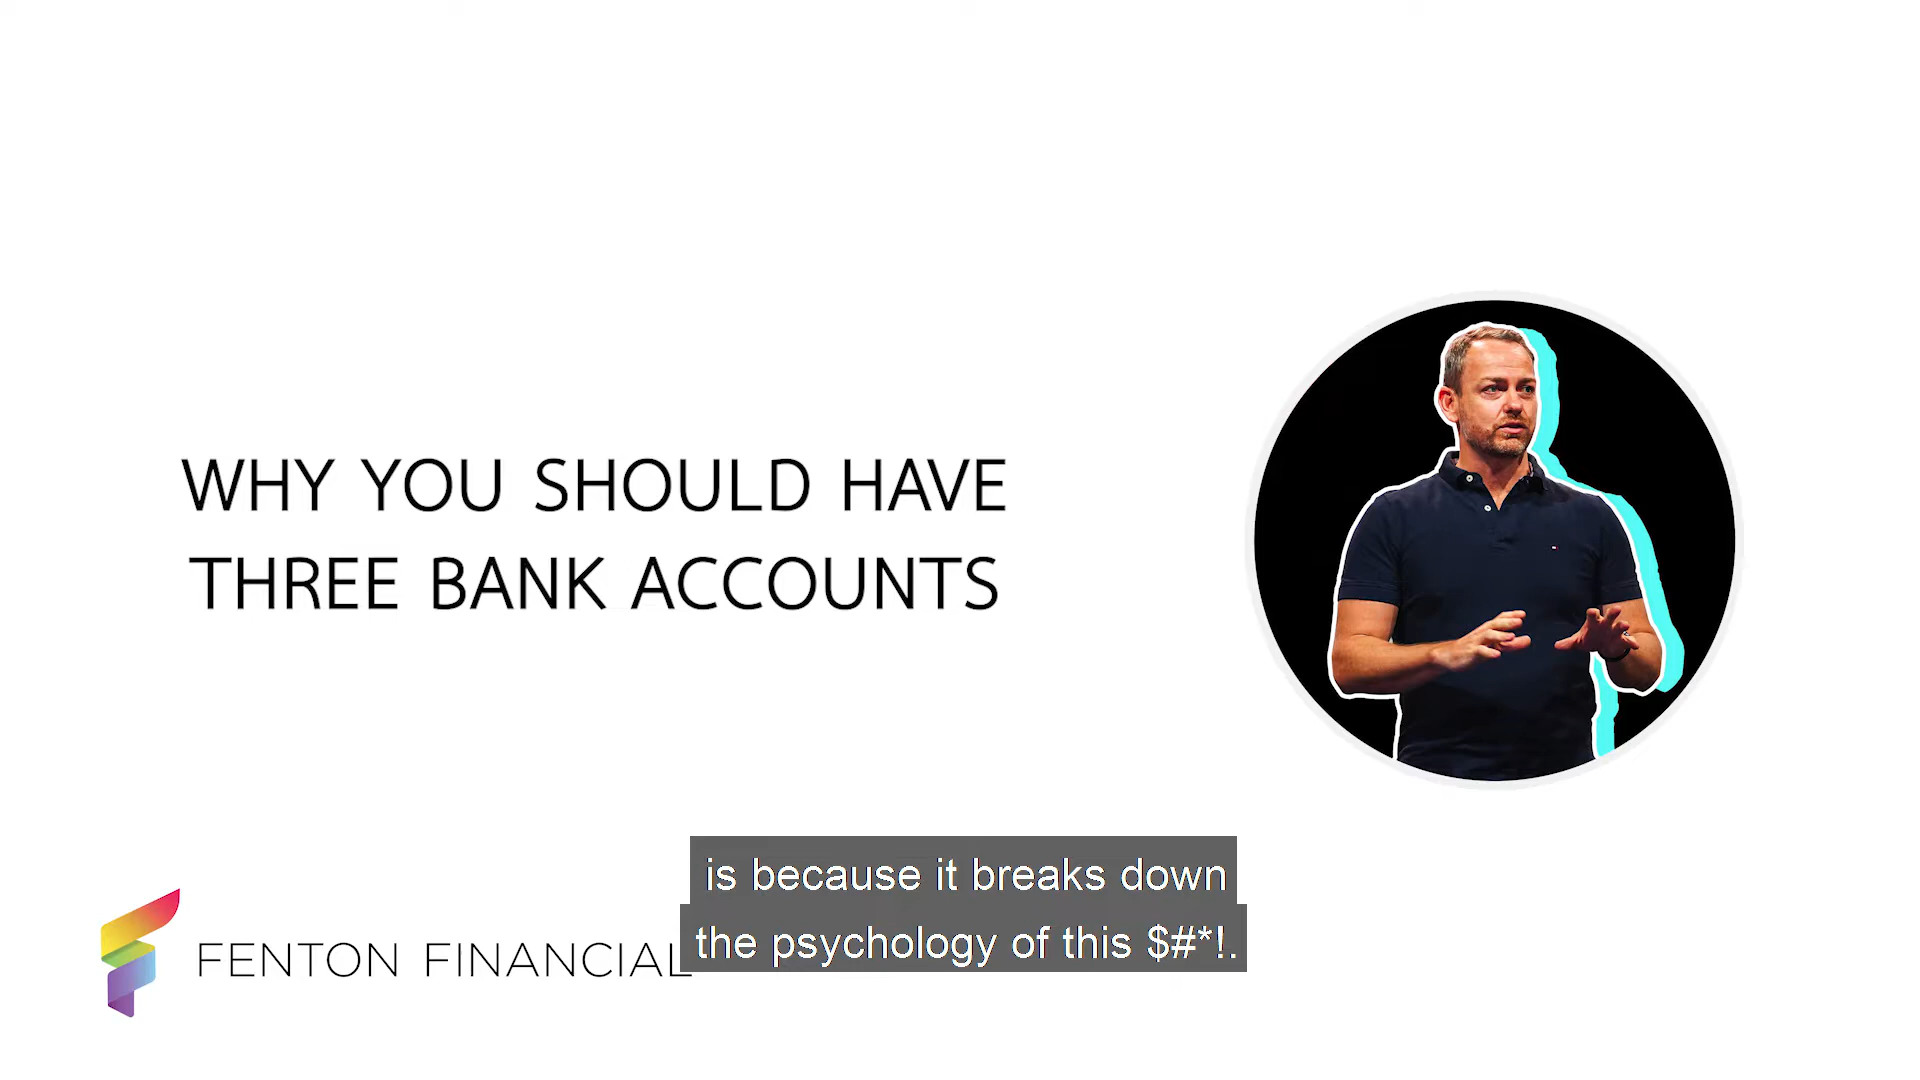 WHY YOU SHOULD HAVE
THREE BANK ACCOUNTS
FENTON FINANCIAL
is because it breaks down
the psychology of this $#*!.